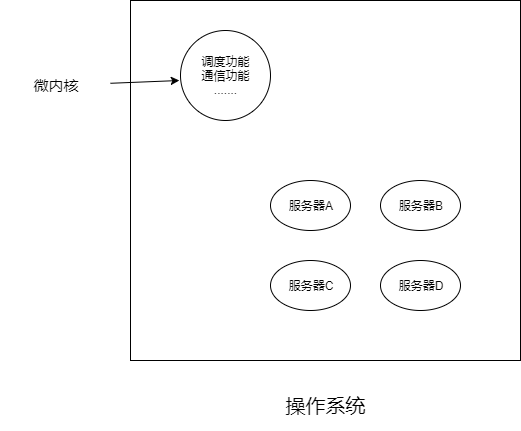 调度功能
通信功能
.......
微内核
服务器A
服务器B
服务器C
服务器D
操作系统